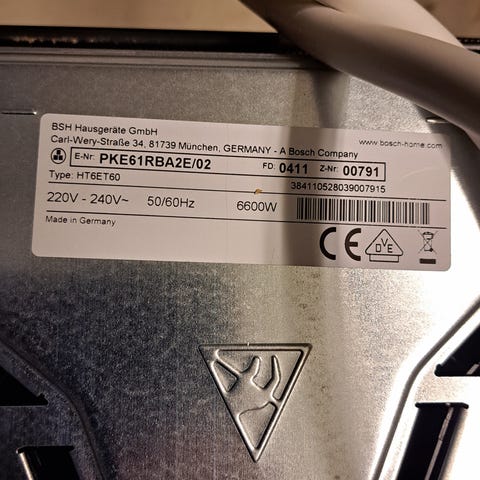 BSH Hausgeräte GmbH
Carl-Wery-Straße 34, 81739 München, GERMANY - A Bosch Company
www.bosch-home.com
E-Nr: PKE61RBA2E/02 FD: 0411 Z-Nr: 00791
Type: HT6ET60
384110528039007915
220V - 240V~ 50/60Hz 6600W
Made in Germany
CE
DVE